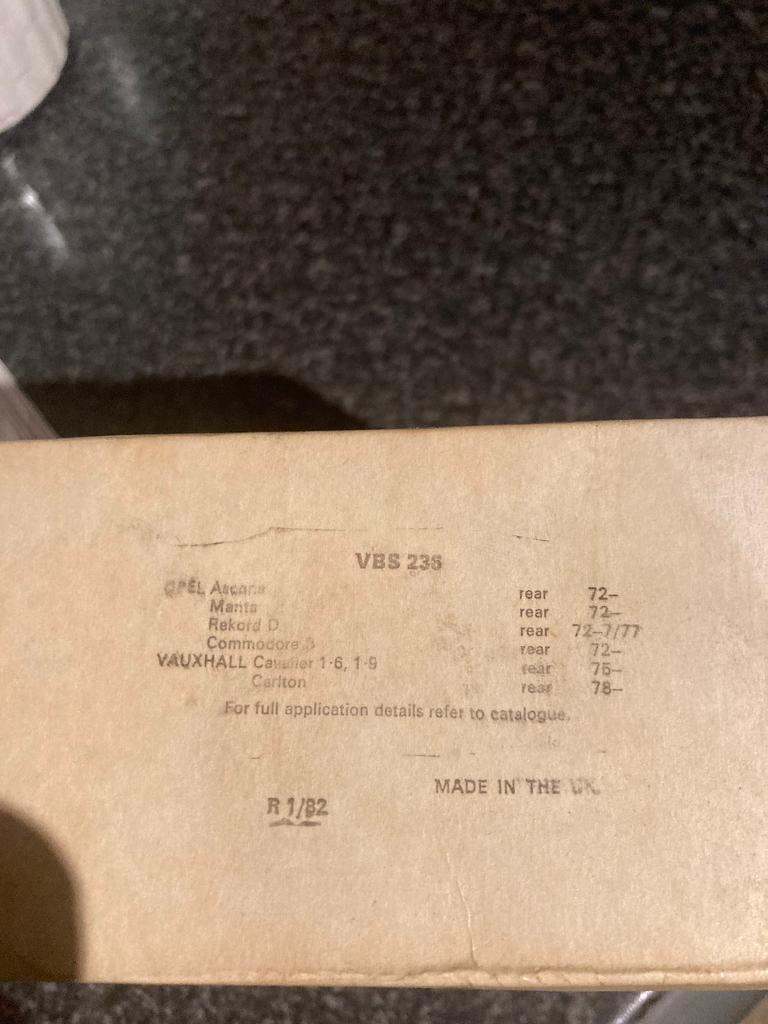 VBS 235
OPEL Ascona rear 72–
Manta rear 72–
Rekord D rear 72–7/77
Commodore B rear 72–
VAUXHALL Cavalier 1·6, 1·9 rear 75–
Carlton rear 78–
For full application details refer to catalogue.
MADE IN THE UK.
R 1/82